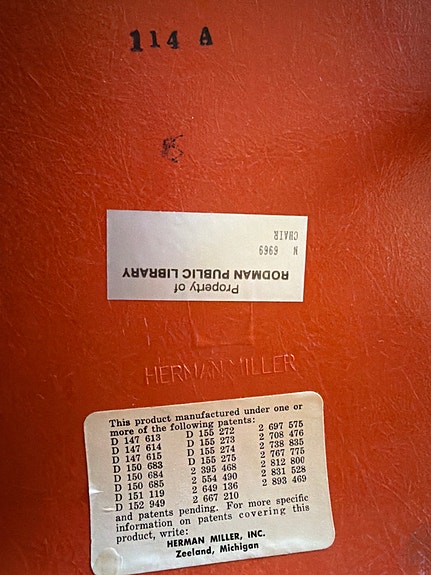 114 A
Property of
RODMAN PUBLIC LIBRARY
N 6969
CHAIR
HERMAN MILLER
This product manufactured under one or
more of the following patents:
D 147 613 D 155 272 2 697 575
D 147 614 D 155 273 2 708 476
D 147 615 D 155 274 2 738 835
D 150 683 D 155 275 2 767 775
D 150 684 2 395 468 2 812 800
D 150 685 2 554 490 2 831 528
D 151 119 2 649 136 2 893 469
D 152 949 2 667 210
and patents pending. For more specific
information on patents covering this
product, write:
HERMAN MILLER, INC.
Zeeland, Michigan